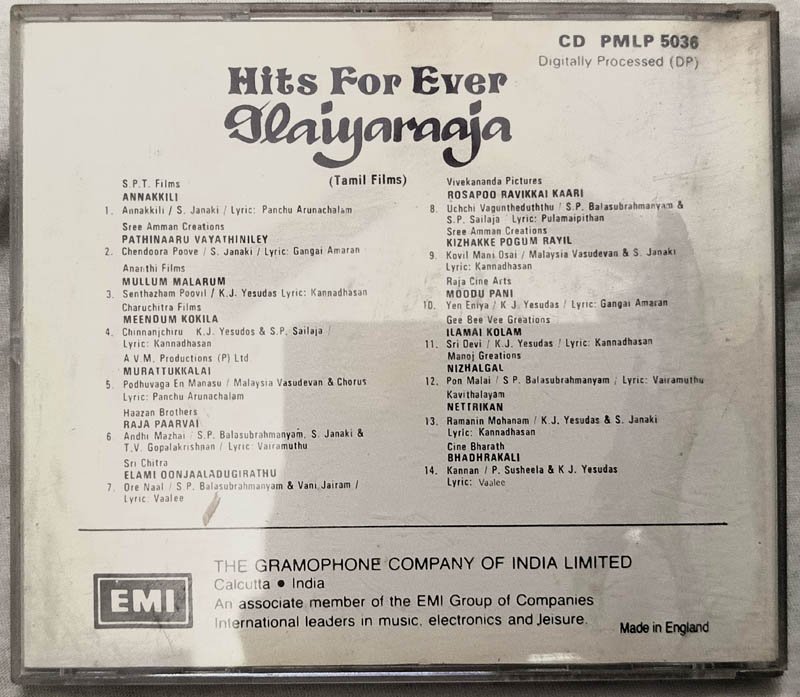 CD PMLP 5036
Digitally Processed (DP)
Hits For Ever
Ilaiyaraaja
(Tamil Films)
S.P.T. Films
ANNAKKILI
1. Annakkili / S. Janaki / Lyric: Panchu Arunachalam
Sree Amman Creations
PATHINAARU VAYATHINILEY
2. Chendoora Poove / S. Janaki / Lyric: Gangai Amaran
Ananthi Films
MULLUM MALARUM
3. Senthazham Poovil / K.J. Yesudas Lyric: Kannadhasan
Charuchitra Films
MEENDUM KOKILA
4. Chinnanjchiru K.J. Yesudos & S.P. Sailaja /
Lyric: Kannadhasan
A V.M. Productions (P) Ltd
MURATTUKKALAI
5. Podhuvaga En Manasu / Malaysia Vasudevan & Chorus
Lyric: Panchu Arunachalam
Haazan Brothers
RAJA PAARVAI
6. Andhi Mazhai / S.P. Balasubrahmanyam, S. Janaki &
T.V. Gopalakrishnan / Lyric: Vairamuthu
Sri Chitra
ELAMI OONJAALADUGIRATHU
7. Ore Naal / S.P. Balasubrahmanyam & Vani Jairam /
Lyric: Vaalee
Vivekananda Pictures
ROSAPOO RAVIKKAI KAARI
8. Uchchi Vaguntheduththu / S.P. Balasubrahmanyam &
S.P. Sailaja / Lyric: Pulamaipithan
Sree Amman Creations
KIZHAKKE POGUM RAYIL
9. Kovil Mani Osai / Malaysia Vasudevan & S. Janaki
Lyric: Kannadhasan
Raja Cine Arts
MOODU PANI
10. Yen Eniya / K.J. Yesudas / Lyric: Gangai Amaran
Gee Bee Vee Greations
ILAMAI KOLAM
11. Sri Devi / K.J. Yesudas / Lyric: Kannadhasan
Manoj Greations
NIZHALGAL
12. Pon Malai / S P. Balasubrahmanyam / Lyric: Vairamuthu
Kavithalayam
NETTRIKAN
13. Ramanin Mohanam / K.J. Yesudas & S. Janaki
Lyric: Kannadhasan
Cine Bharath
BHADHRAKALI
14. Kannan / P. Susheela & K.J. Yesudas
Lyric: Vaalee
EMI
THE GRAMOPHONE COMPANY OF INDIA LIMITED
Calcutta • India
An associate member of the EMI Group of Companies
International leaders in music, electronics and leisure.
Made in England